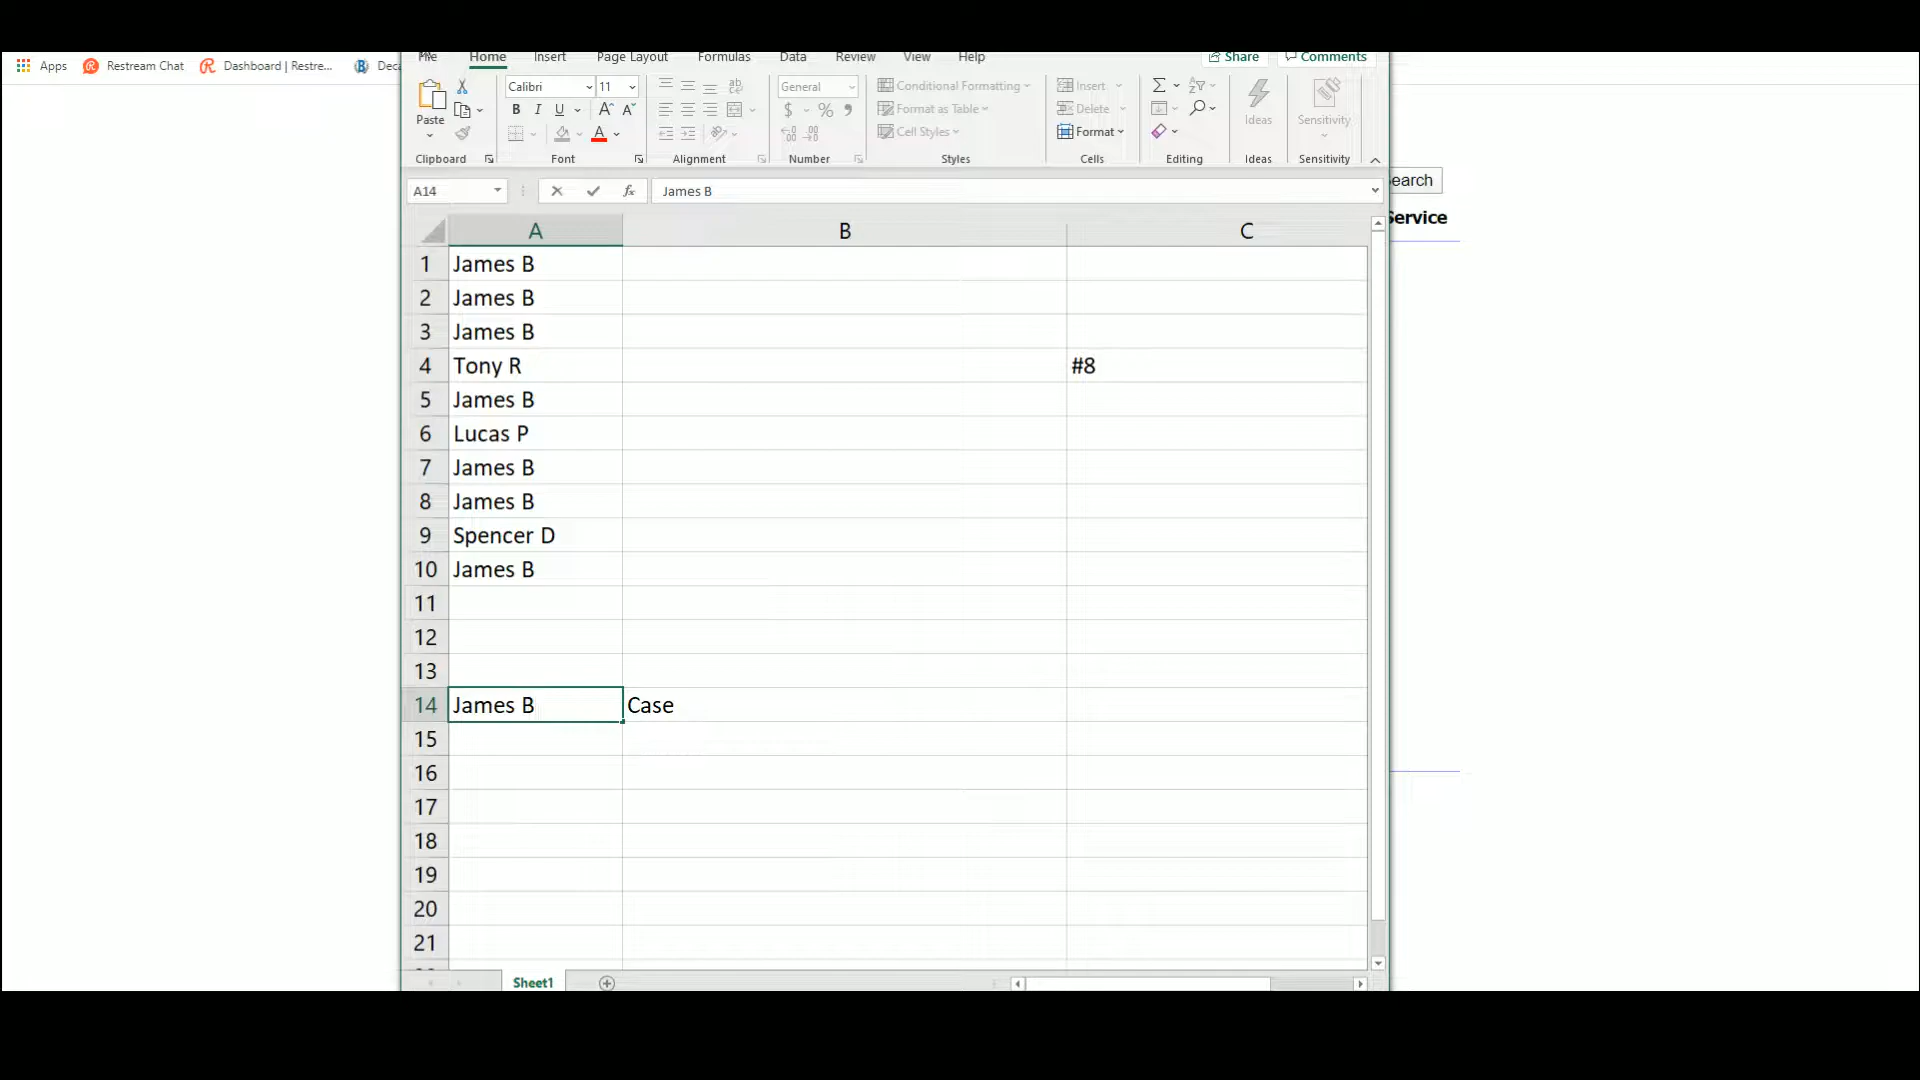 Apps Restream Chat Dashboard | Restre... Deca
File Home Insert Page Layout Formulas Data Review View Help Share Comments
Calibri 11 General Conditional Formatting Insert
Paste B I U A A $ % Format as Table Delete Ideas Sensitivity
A Cell Styles Format
Clipboard Font Alignment Number Styles Cells Editing Ideas Sensitivity
A14 fx James B
earch
Service
A B C
1 James B
2 James B
3 James B
4 Tony R #8
5 James B
6 Lucas P
7 James B
8 James B
9 Spencer D
10 James B
11
12
13
14 James B Case
15
16
17
18
19
20
21
Sheet1